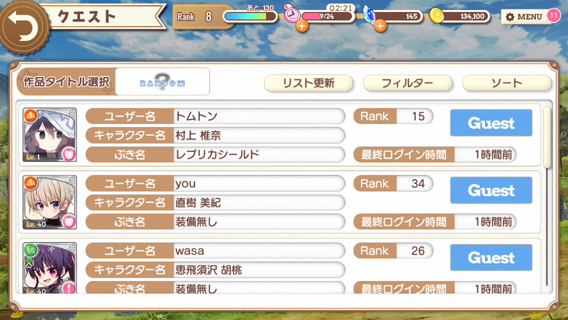 クエスト
Rank 8
あと 130
9/24
02:21
145
134,100
MENU
11
作品タイトル選択
RANDOM
?
リスト更新
フィルター
ソート
ユーザー名 トムトン
Rank 15
キャラクター名 村上 椎奈
ぶき名 レプリカシールド
最終ログイン時間 1時間前
Guest
Lv. 1
ユーザー名 you
Rank 34
キャラクター名 直樹 美紀
ぶき名 装備無し
最終ログイン時間 1時間前
Guest
Lv. 40
ユーザー名 wasa
Rank 26
キャラクター名 恵飛須沢 胡桃
ぶき名 装備無し
最終ログイン時間 1時間前
Guest
Lv. 40